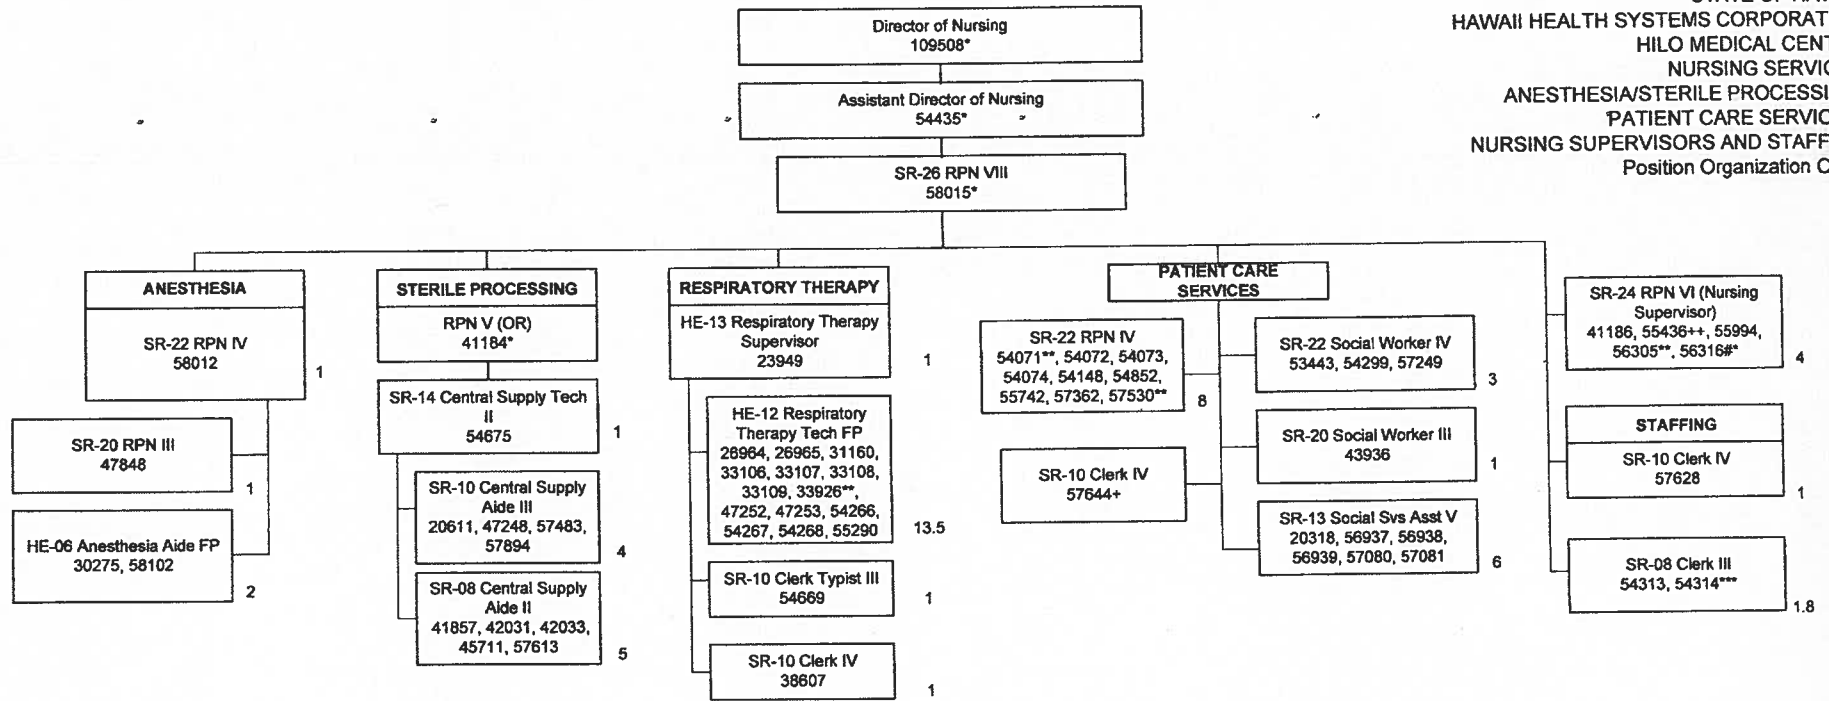 STATE OF
HAWAII HEALTH SYSTEMS CORPORAT
HILO MEDICAL CENT
NURSING SERVIC
ANESTHESIA/STERILE PROCESSI
PATIENT CARE SERVIC
NURSING SUPERVISORS AND STAFF
Position Organization C
Director of Nursing
109508*
Assistant Director of Nursing
54435*
SR-26 RPN VIII
58015*
ANESTHESIA
SR-22 RPN IV
58012
1
SR-20 RPN III
47848
1
HE-06 Anesthesia Aide FP
30275, 58102
2
STERILE PROCESSING
RPN V (OR)
41184*
SR-14 Central Supply Tech
II
54675
1
SR-10 Central Supply
Aide III
20611, 47248, 57483,
57894
4
SR-08 Central Supply
Aide II
41857, 42031, 42033,
45711, 57613
5
RESPIRATORY THERAPY
HE-13 Respiratory Therapy
Supervisor
23949
1
HE-12 Respiratory
Therapy Tech FP
26964, 26965, 31160,
33106, 33107, 33108,
33109, 33926**,
47252, 47253, 54266,
54267, 54268, 55290
13.5
SR-10 Clerk Typist III
54669
1
SR-10 Clerk IV
38607
1
PATIENT CARE
SERVICES
SR-22 RPN IV
54071**, 54072, 54073,
54074, 54148, 54852,
55742, 57362, 57530**
8
SR-10 Clerk IV
57644+
SR-22 Social Worker IV
53443, 54299, 57249
3
SR-20 Social Worker III
43936
1
SR-13 Social Svs Asst V
20318, 56937, 56938,
56939, 57080, 57081
6
SR-24 RPN VI (Nursing
Supervisor)
41186, 55436++, 55994,
56305**, 56316#*
4
STAFFING
SR-10 Clerk IV
57628
1
SR-08 Clerk III
54313, 54314***
1.8